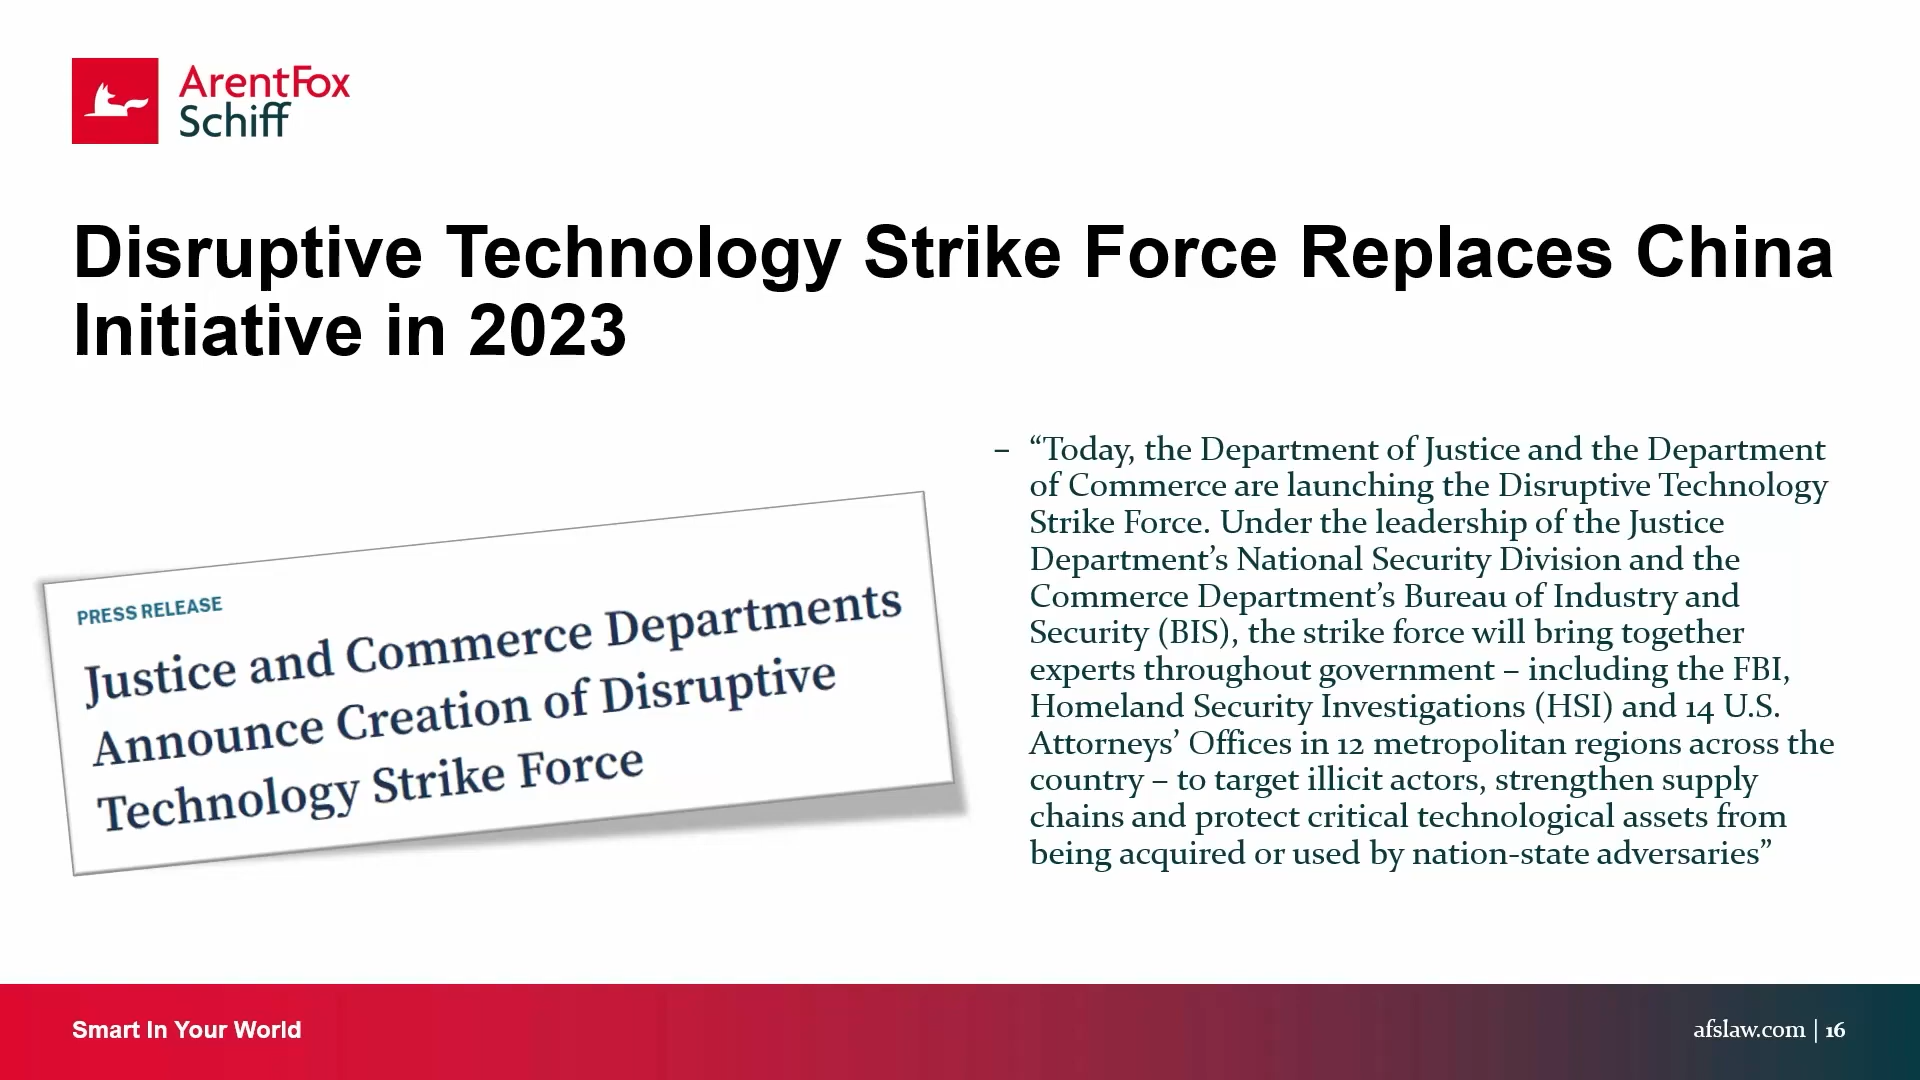 ArentFox
Schiff
Disruptive Technology Strike Force Replaces China
Initiative in 2023
PRESS RELEASE
Justice and Commerce Departments
Announce Creation of Disruptive
Technology Strike Force
– “Today, the Department of Justice and the Department
of Commerce are launching the Disruptive Technology
Strike Force. Under the leadership of the Justice
Department’s National Security Division and the
Commerce Department’s Bureau of Industry and
Security (BIS), the strike force will bring together
experts throughout government – including the FBI,
Homeland Security Investigations (HSI) and 14 U.S.
Attorneys’ Offices in 12 metropolitan regions across the
country – to target illicit actors, strengthen supply
chains and protect critical technological assets from
being acquired or used by nation-state adversaries”
Smart In Your World
afslaw.com | 16